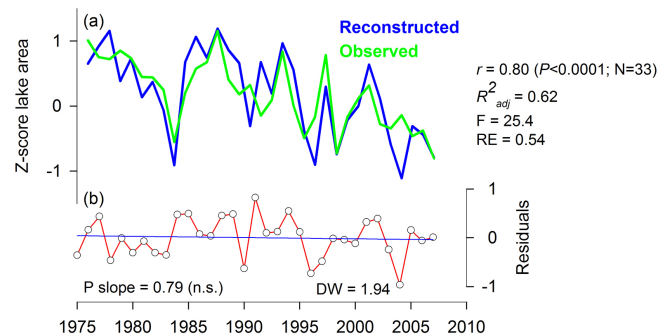 (a)
Reconstructed
Observed
Z-score lake area
1
0
-1
r = 0.80 (P<0.0001; N=33)
R²adj = 0.62
F = 25.4
RE = 0.54
(b)
1
0
-1
Residuals
P slope = 0.79 (n.s.)
DW = 1.94
1975 1980 1985 1990 1995 2000 2005 2010